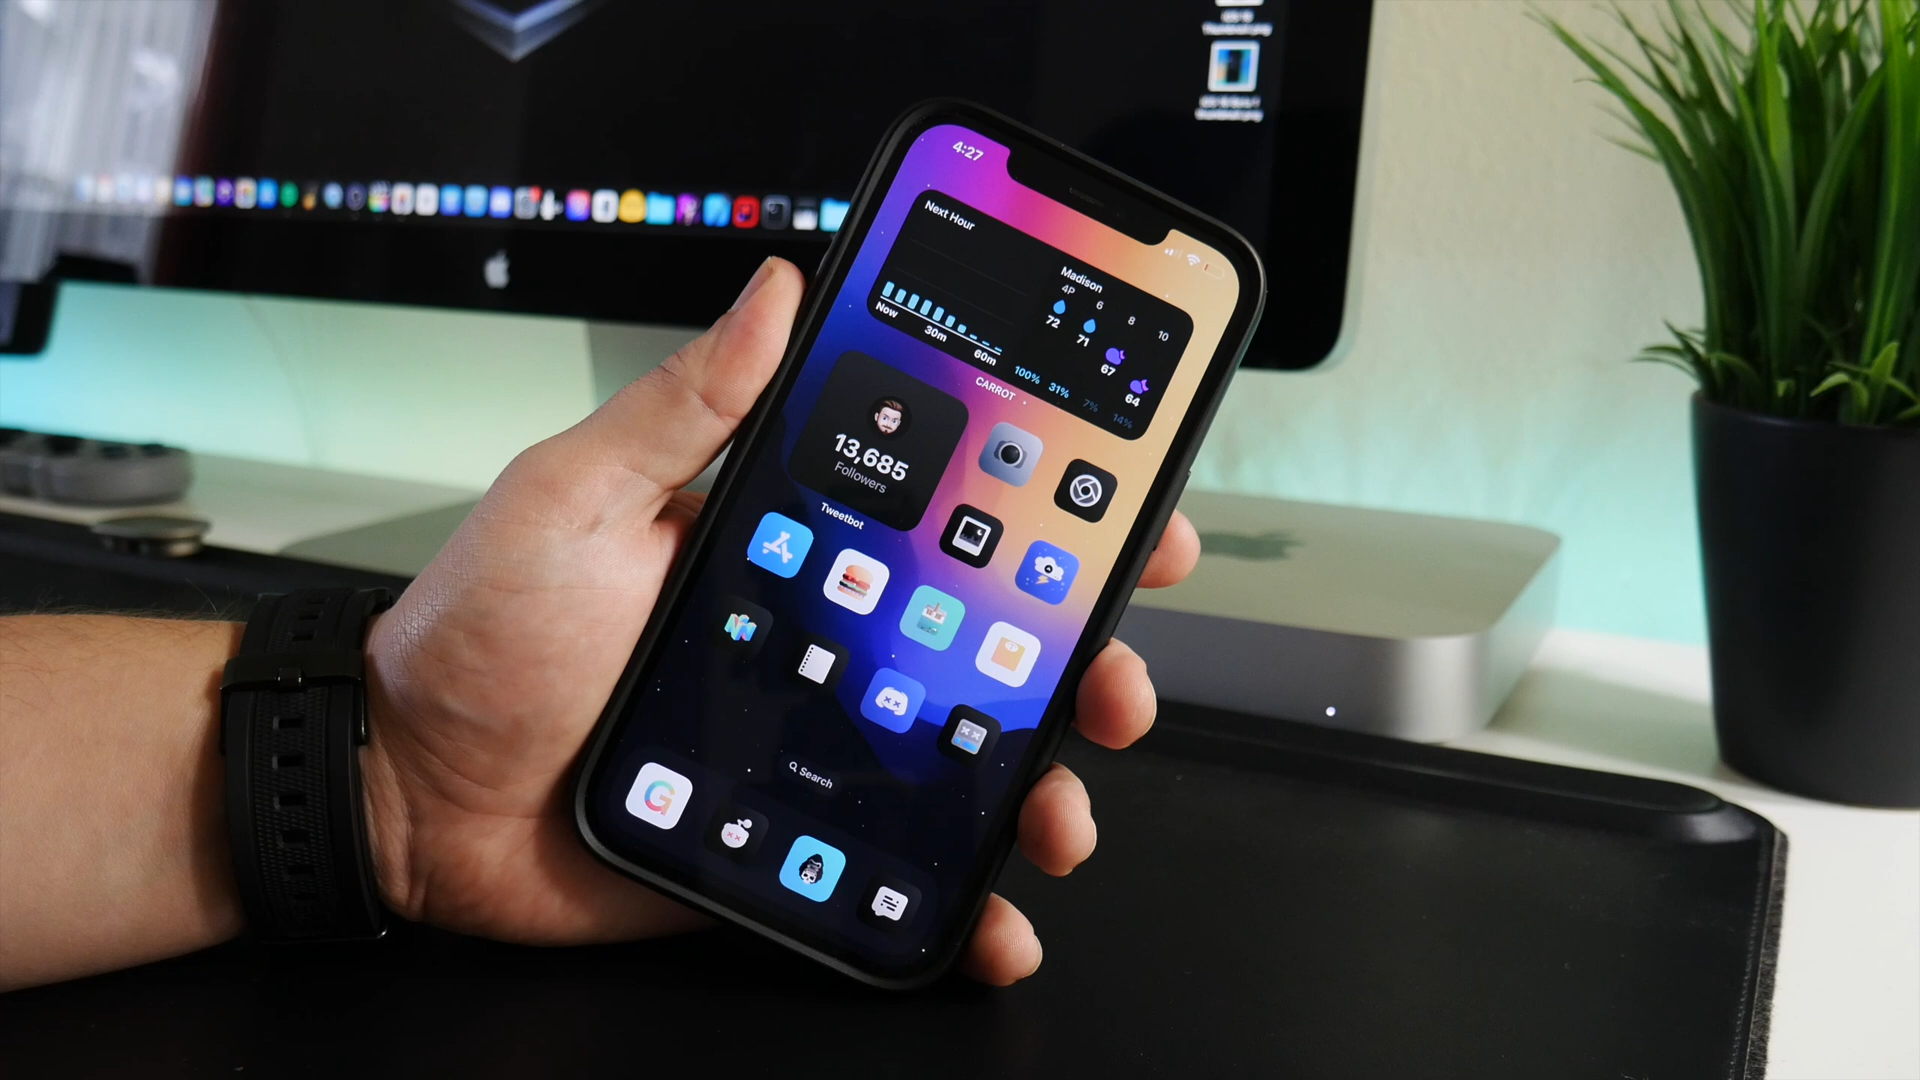 4:27
Next Hour
Madison
4P 6 8 10
72 71 67 64
Now 30m 60m
100% 31% 7% 14%
CARROT
13,685
Followers
Tweetbot
Search
G